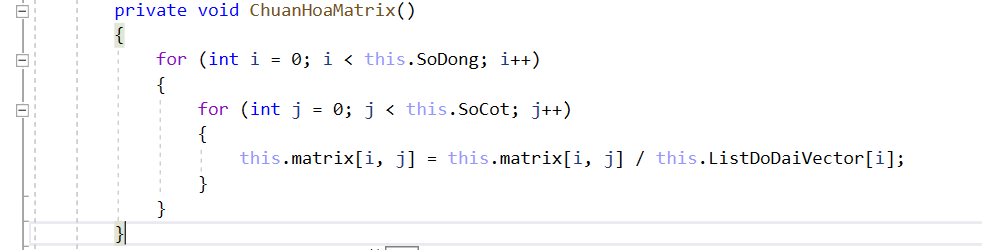 private void ChuanHoaMatrix()
{
for (int i = 0; i < this.SoDong; i++)
{
for (int j = 0; j < this.SoCot; j++)
{
this.matrix[i, j] = this.matrix[i, j] / this.ListDoDaiVector[i];
}
}
}